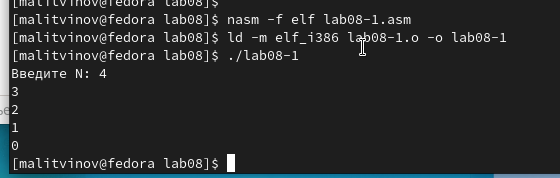 [malitvinov@fedora lab08]$
[malitvinov@fedora lab08]$ nasm -f elf lab08-1.asm
[malitvinov@fedora lab08]$ ld -m elf_i386 lab08-1.o -o lab08-1
[malitvinov@fedora lab08]$ ./lab08-1
Введите N: 4
3
2
1
0
[malitvinov@fedora lab08]$